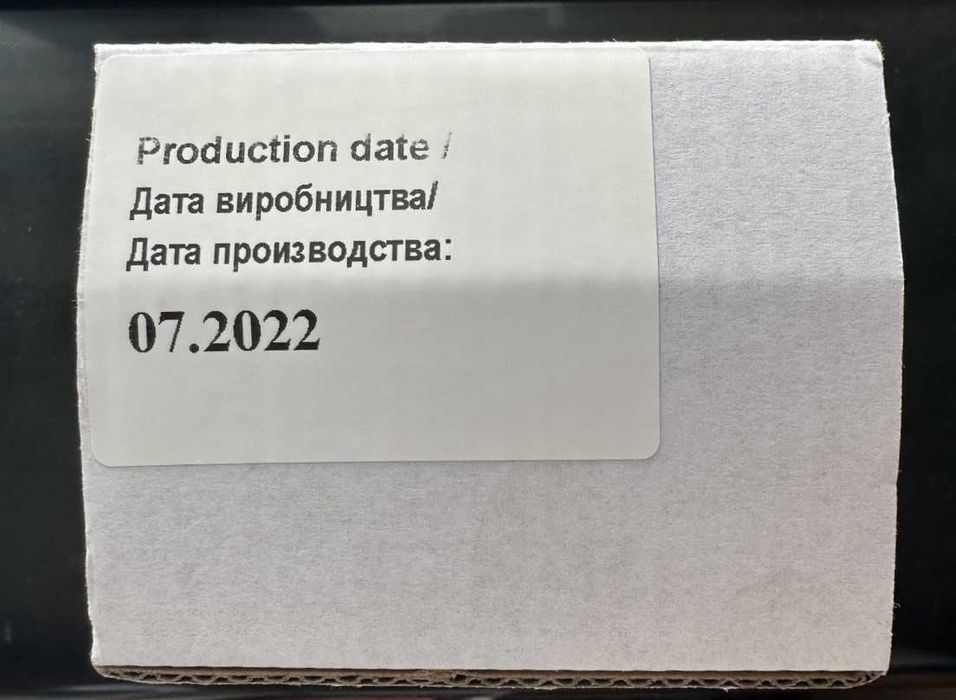 Production date /
Дата виробництва/
Дата производства:
07.2022